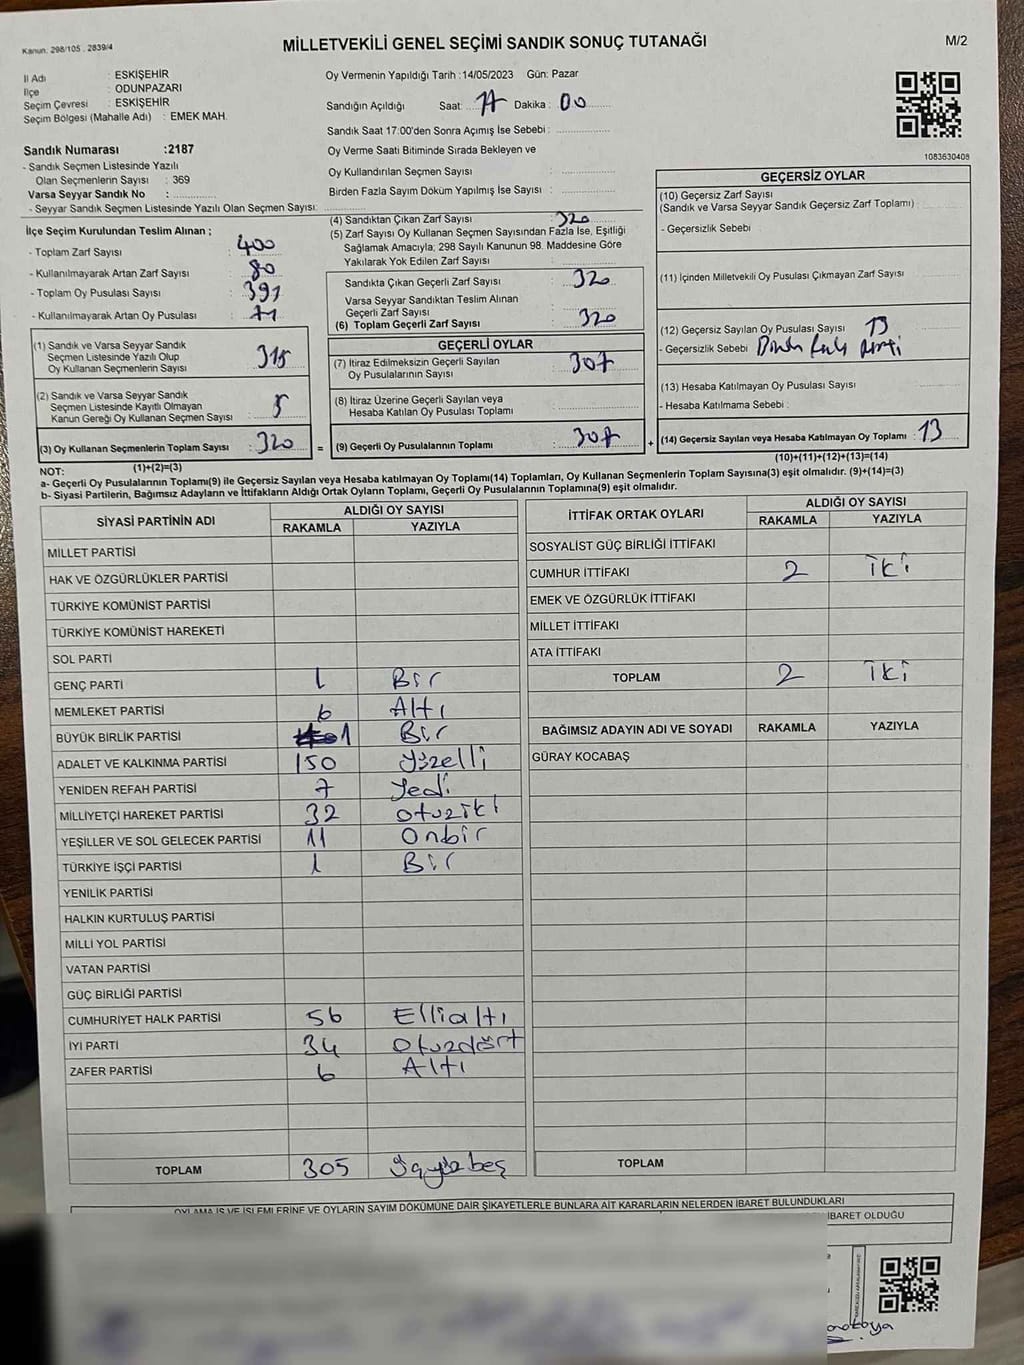 Kanun: 298/105 , 2839/4
MİLLETVEKİLİ GENEL SEÇİMİ SANDIK SONUÇ TUTANAĞI
M/2
İl Adı : ESKİŞEHİR
İlçe : ODUNPAZARI
Seçim Çevresi : ESKİŞEHİR
Seçim Bölgesi (Mahalle Adı) : EMEK MAH.
Sandık Numarası :2187
- Sandık Seçmen Listesinde Yazılı
Olan Seçmenlerin Sayısı : 369
Varsa Seyyar Sandık No :
- Seyyar Sandık Seçmen Listesinde Yazılı Olan Seçmen Sayısı:
Oy Vermenin Yapıldığı Tarih :14/05/2023 Gün: Pazar
Sandığın Açıldığı Saat: 17 Dakika : 00
Sandık Saat 17:00'den Sonra Açımış İse Sebebi :
Oy Verme Saati Bitiminde Sırada Bekleyen ve
Oy Kullandırılan Seçmen Sayısı :
Birden Fazla Sayım Döküm Yapılmış İse Sayısı :
1083630408
İlçe Seçim Kurulundan Teslim Alınan ;
- Toplam Zarf Sayısı : 400
- Kullanılmayarak Artan Zarf Sayısı : 80
- Toplam Oy Pusulası Sayısı : 391
- Kullanılmayarak Artan Oy Pusulası : 71
(1) Sandık ve Varsa Seyyar Sandık
Seçmen Listesinde Yazılı Olup
Oy Kullanan Seçmenlerin Sayısı : 315
(2) Sandık ve Varsa Seyyar Sandık
Seçmen Listesinde Kayıtlı Olmayan
Kanun Gereği Oy Kullanan Seçmen Sayısı : 5
(3) Oy Kullanan Seçmenlerin Toplam Sayısı : 320 =
(1)+(2)=(3)
(4) Sandıktan Çıkan Zarf Sayısı : 320
(5) Zarf Sayısı Oy Kullanan Seçmen Sayısından Fazla İse, Eşitliği
Sağlamak Amacıyla; 298 Sayılı Kanunun 98. Maddesine Göre
Yakılarak Yok Edilen Zarf Sayısı :
Sandıkta Çıkan Geçerli Zarf Sayısı : 320
Varsa Seyyar Sandıktan Teslim Alınan
Geçerli Zarf Sayısı :
(6) Toplam Geçerli Zarf Sayısı : 320
GEÇERLİ OYLAR
(7) İtiraz Edilmeksizin Geçerli Sayılan
Oy Pusulalarının Sayısı : 307
(8) İtiraz Üzerine Geçerli Sayılan veya
Hesaba Katılan Oy Pusulası Toplamı :
(9) Geçerli Oy Pusulalarının Toplamı : 307 +
GEÇERSİZ OYLAR
(10) Geçersiz Zarf Sayısı
(Sandık ve Varsa Seyyar Sandık Geçersiz Zarf Toplamı) :
- Geçersizlik Sebebi :
(11) İçinden Milletvekili Oy Pusulası Çıkmayan Zarf Sayısı :
(12) Geçersiz Sayılan Oy Pusulası Sayısı : 13
- Geçersizlik Sebebi :
(13) Hesaba Katılmayan Oy Pusulası Sayısı :
- Hesaba Katılmama Sebebi :
(14) Geçersiz Sayılan veya Hesaba Katılmayan Oy Toplamı : 13
(10)+(11)+(12)+(13)=(14)
NOT:
a- Geçerli Oy Pusulalarının Toplamı(9) ile Geçersiz Sayılan veya Hesaba katılmayan Oy Toplamı(14) Toplamları, Oy Kullanan Seçmenlerin Toplam Sayısına(3) eşit olmalıdır. (9)+(14)=(3)
b- Siyasi Partilerin, Bağımsız Adayların ve İttifakların Aldığı Ortak Oyların Toplamı, Geçerli Oy Pusulalarının Toplamına(9) eşit olmalıdır.
SİYASİ PARTİNİN ADI
ALDIĞI OY SAYISI
RAKAMLA YAZIYLA
MİLLET PARTİSİ
HAK VE ÖZGÜRLÜKLER PARTİSİ
TÜRKİYE KOMÜNİST PARTİSİ
TÜRKİYE KOMÜNİST HAREKETİ
SOL PARTİ
GENÇ PARTİ 1 Bir
MEMLEKET PARTİSİ 6 Altı
BÜYÜK BİRLİK PARTİSİ 1 Bir
ADALET VE KALKINMA PARTİSİ 150 Yüzelli
YENİDEN REFAH PARTİSİ 7 Yedi
MİLLİYETÇİ HAREKET PARTİSİ 32 Otuziki
YEŞİLLER VE SOL GELECEK PARTİSİ 11 Onbir
TÜRKİYE İŞÇİ PARTİSİ 1 Bir
YENİLİK PARTİSİ
HALKIN KURTULUŞ PARTİSİ
MİLLİ YOL PARTİSİ
VATAN PARTİSİ
GÜÇ BİRLİĞİ PARTİSİ
CUMHURİYET HALK PARTİSİ 56 Ellialtı
İYİ PARTİ 34 Otuzdört
ZAFER PARTİSİ 6 Altı
TOPLAM 305
İTTİFAK ORTAK OYLARI
ALDIĞI OY SAYISI
RAKAMLA YAZIYLA
SOSYALİST GÜÇ BİRLİĞİ İTTİFAKI
CUMHUR İTTİFAKI 2 İki
EMEK VE ÖZGÜRLÜK İTTİFAKI
MİLLET İTTİFAKI
ATA İTTİFAKI
TOPLAM 2 İki
BAĞIMSIZ ADAYIN ADI VE SOYADI RAKAMLA YAZIYLA
GÜRAY KOCABAŞ
TOPLAM
OYLAMA İŞ VE İŞLEMLERİNE VE OYLARIN SAYIM DÖKÜMÜNE DAİR ŞİKAYETLERLE BUNLARA AİT KARARLARIN NELERDEN İBARET BULUNDUKLARI
İBARET OLDUĞU